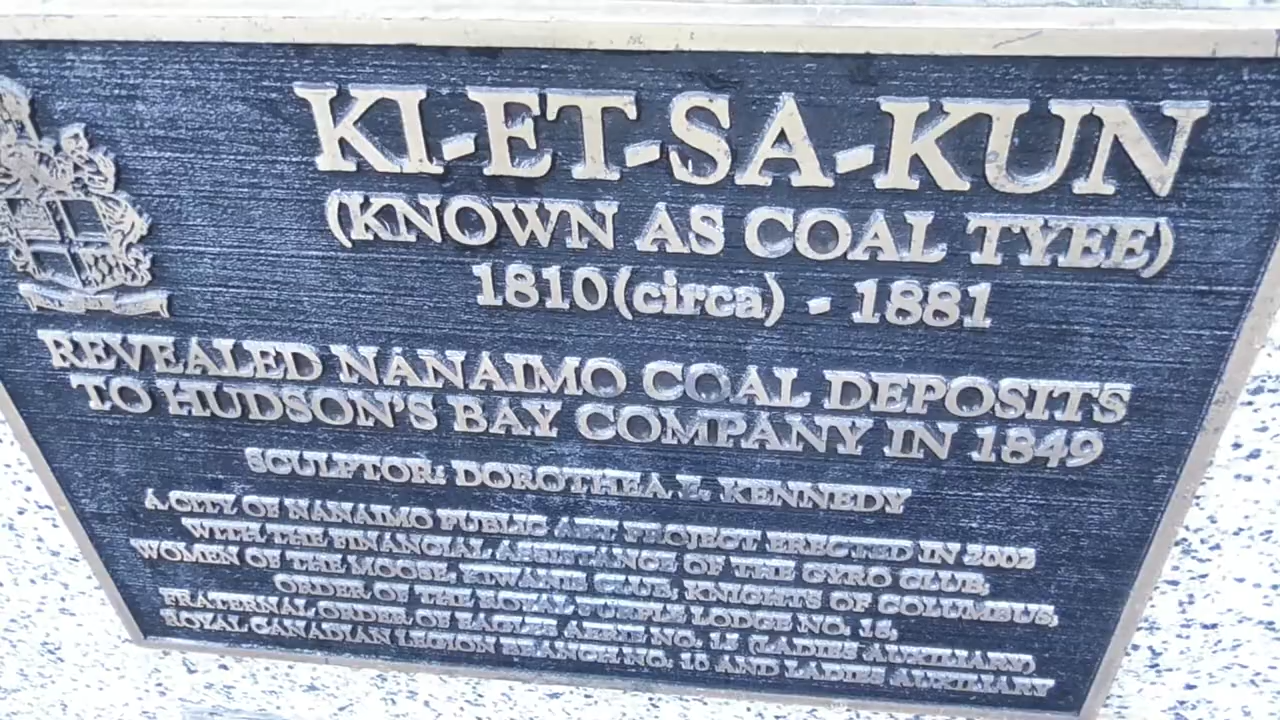 KI-ET-SA-KUN
(KNOWN AS COAL TYEE)
1810(circa) - 1881
REVEALED NANAIMO COAL DEPOSITS
TO HUDSON'S BAY COMPANY IN 1849
SCULPTOR: DOROTHEA KENNEDY
A CITY OF NANAIMO PUBLIC ART PROJECT ERECTED IN 2002
WITH THE FINANCIAL ASSISTANCE OF THE GYRO CLUB,
WOMEN OF THE MOOSE, KIWANIS CLUB, KNIGHTS OF COLUMBUS,
ORDER OF THE ROYAL PURPLE LODGE NO.
FRATERNAL ORDER OF EAGLES AERIE NO. 15 (LADIES AUXILIARY)
ROYAL CANADIAN LEGION BRANCH NO. 10 AND LADIES AUXILIARY